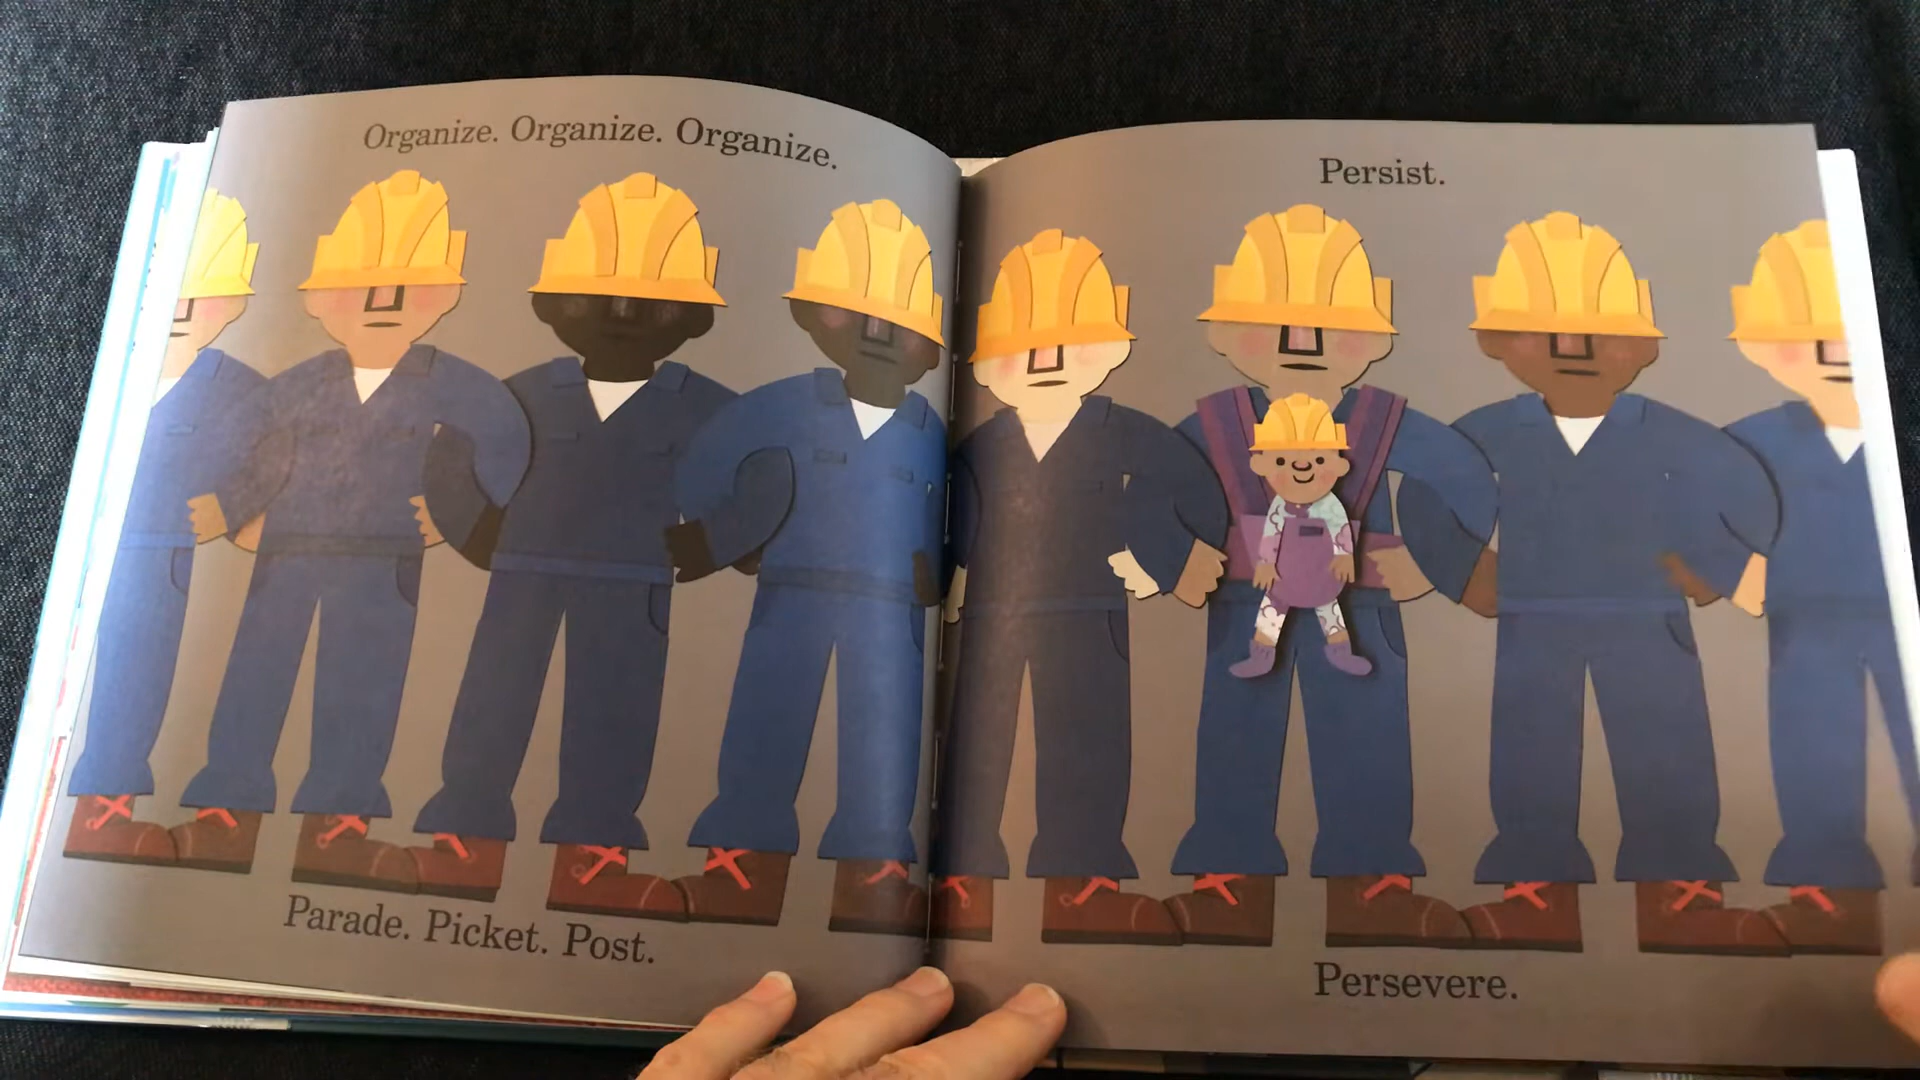 Organize. Organize. Organize.
Parade. Picket. Post.
Persist.
Persevere.